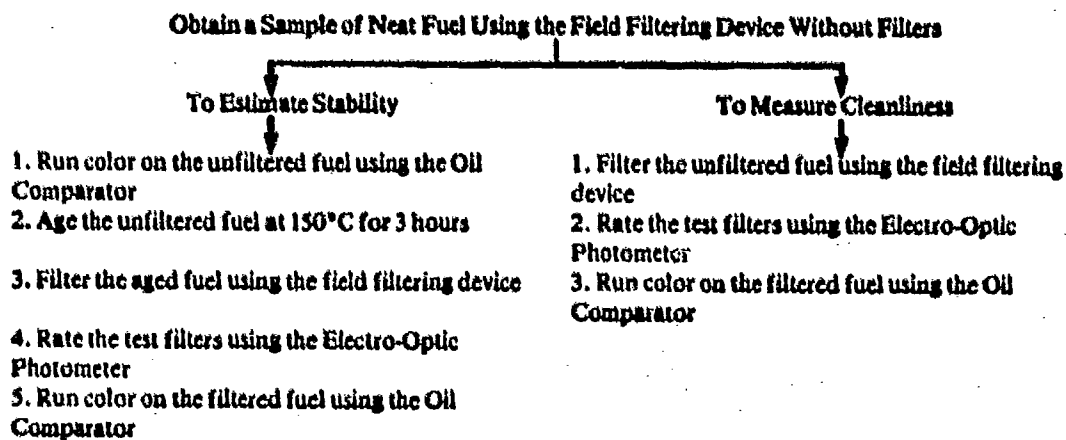 Obtain a Sample of Neat Fuel Using the Field Filtering Device Without Filters
To Estimate Stability
1. Run color on the unfiltered fuel using the Oil
Comparator
2. Age the unfiltered fuel at 150°C for 3 hours
3. Filter the aged fuel using the field filtering device
4. Rate the test filters using the Electro-Optic
Photometer
5. Run color on the filtered fuel using the Oil
Comparator
To Measure Cleanliness
1. Filter the unfiltered fuel using the field filtering
device
2. Rate the test filters using the Electro-Optic
Photometer
3. Run color on the filtered fuel using the Oil
Comparator